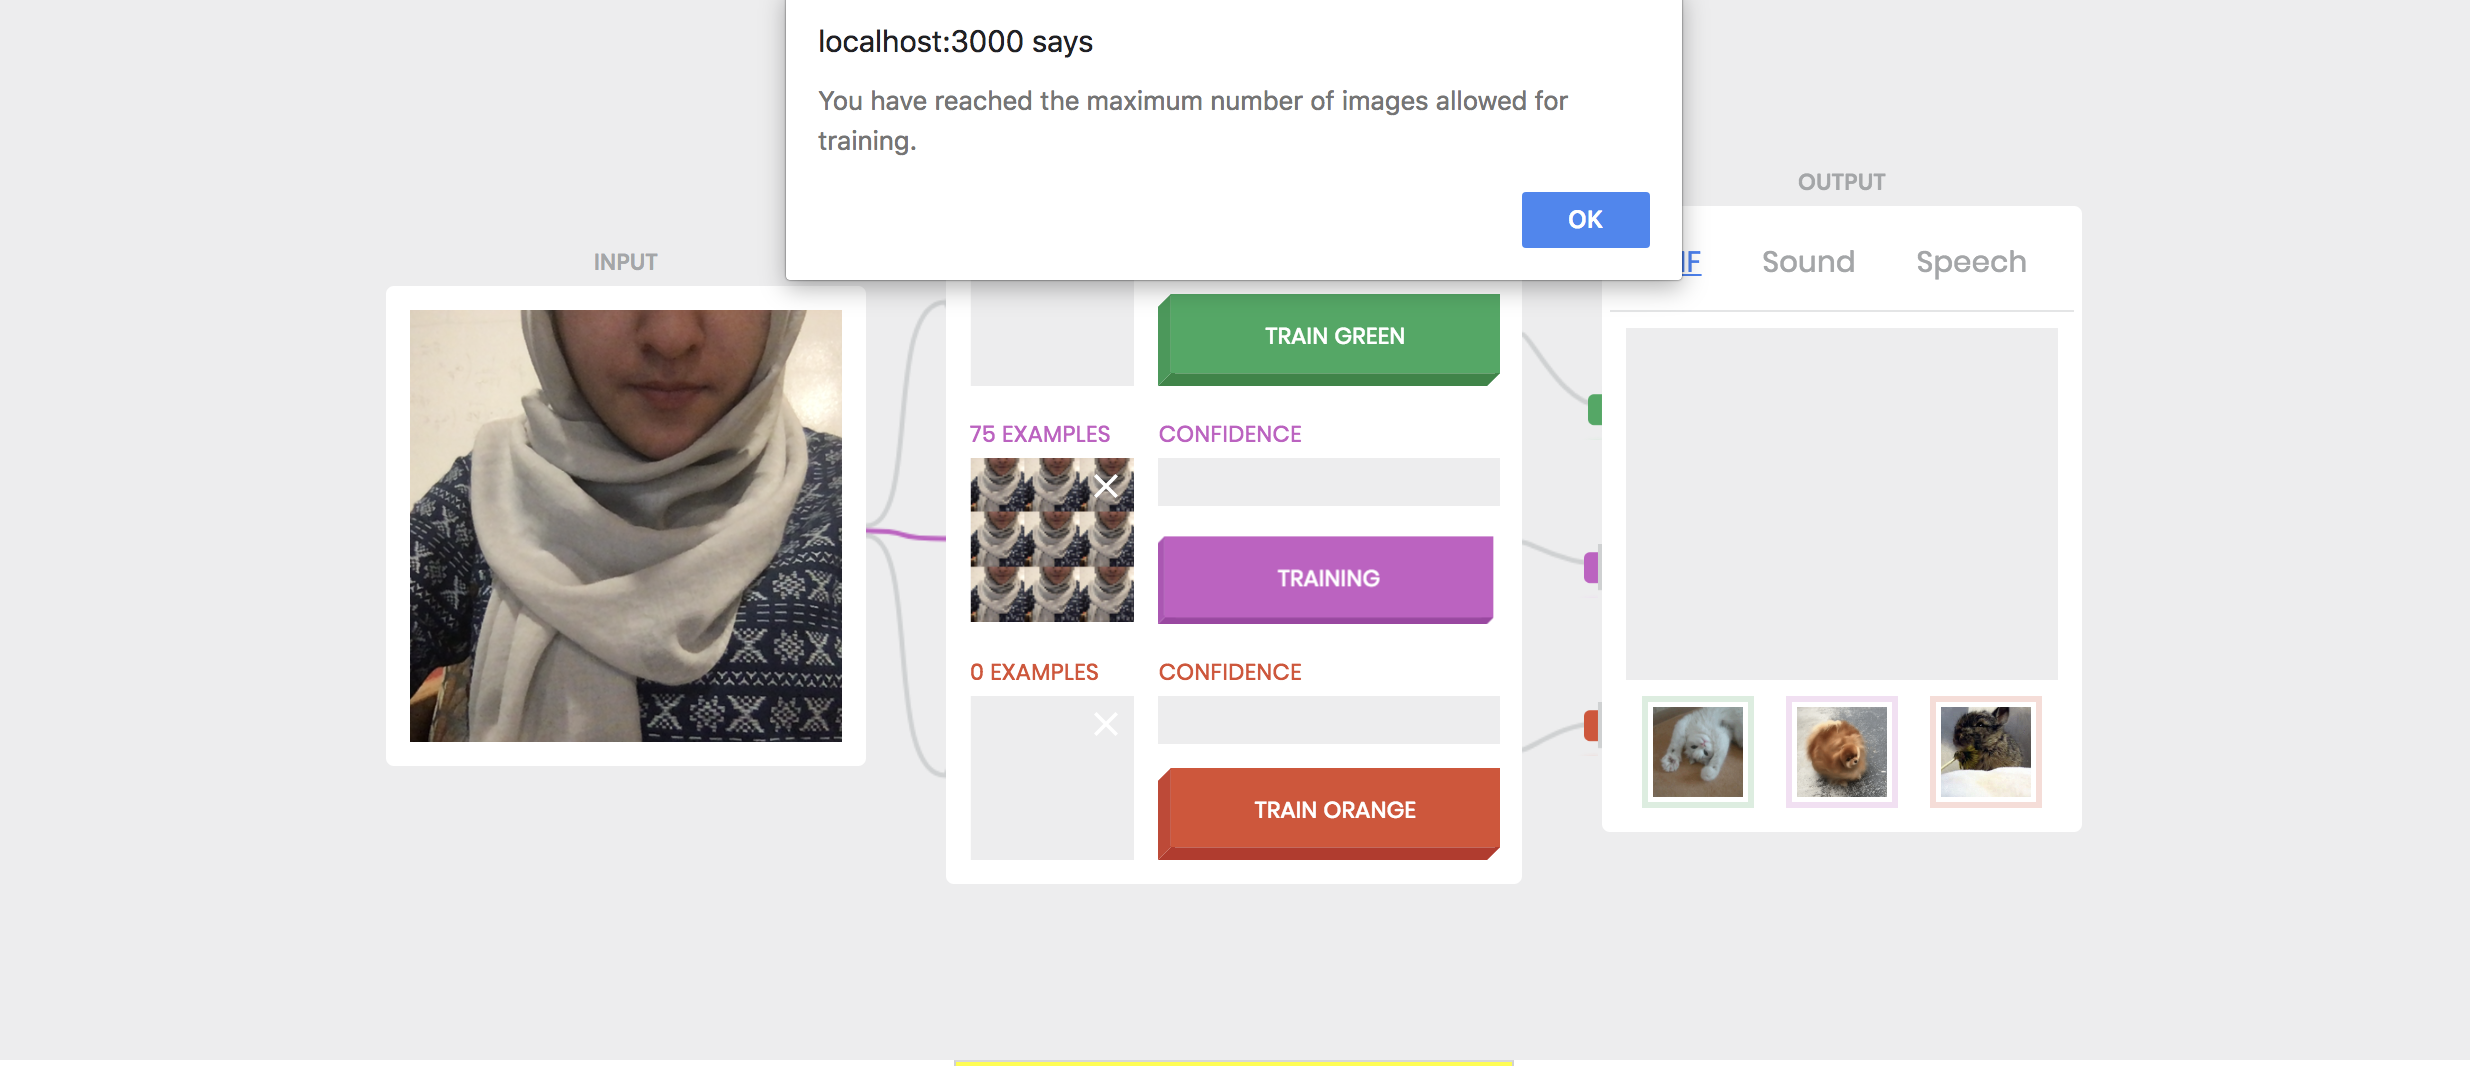 localhost:3000 says
You have reached the maximum number of images allowed for
training.
OK
INPUT
OUTPUT
Sound
Speech
TRAIN GREEN
75 EXAMPLES
CONFIDENCE
TRAINING
0 EXAMPLES
CONFIDENCE
TRAIN ORANGE